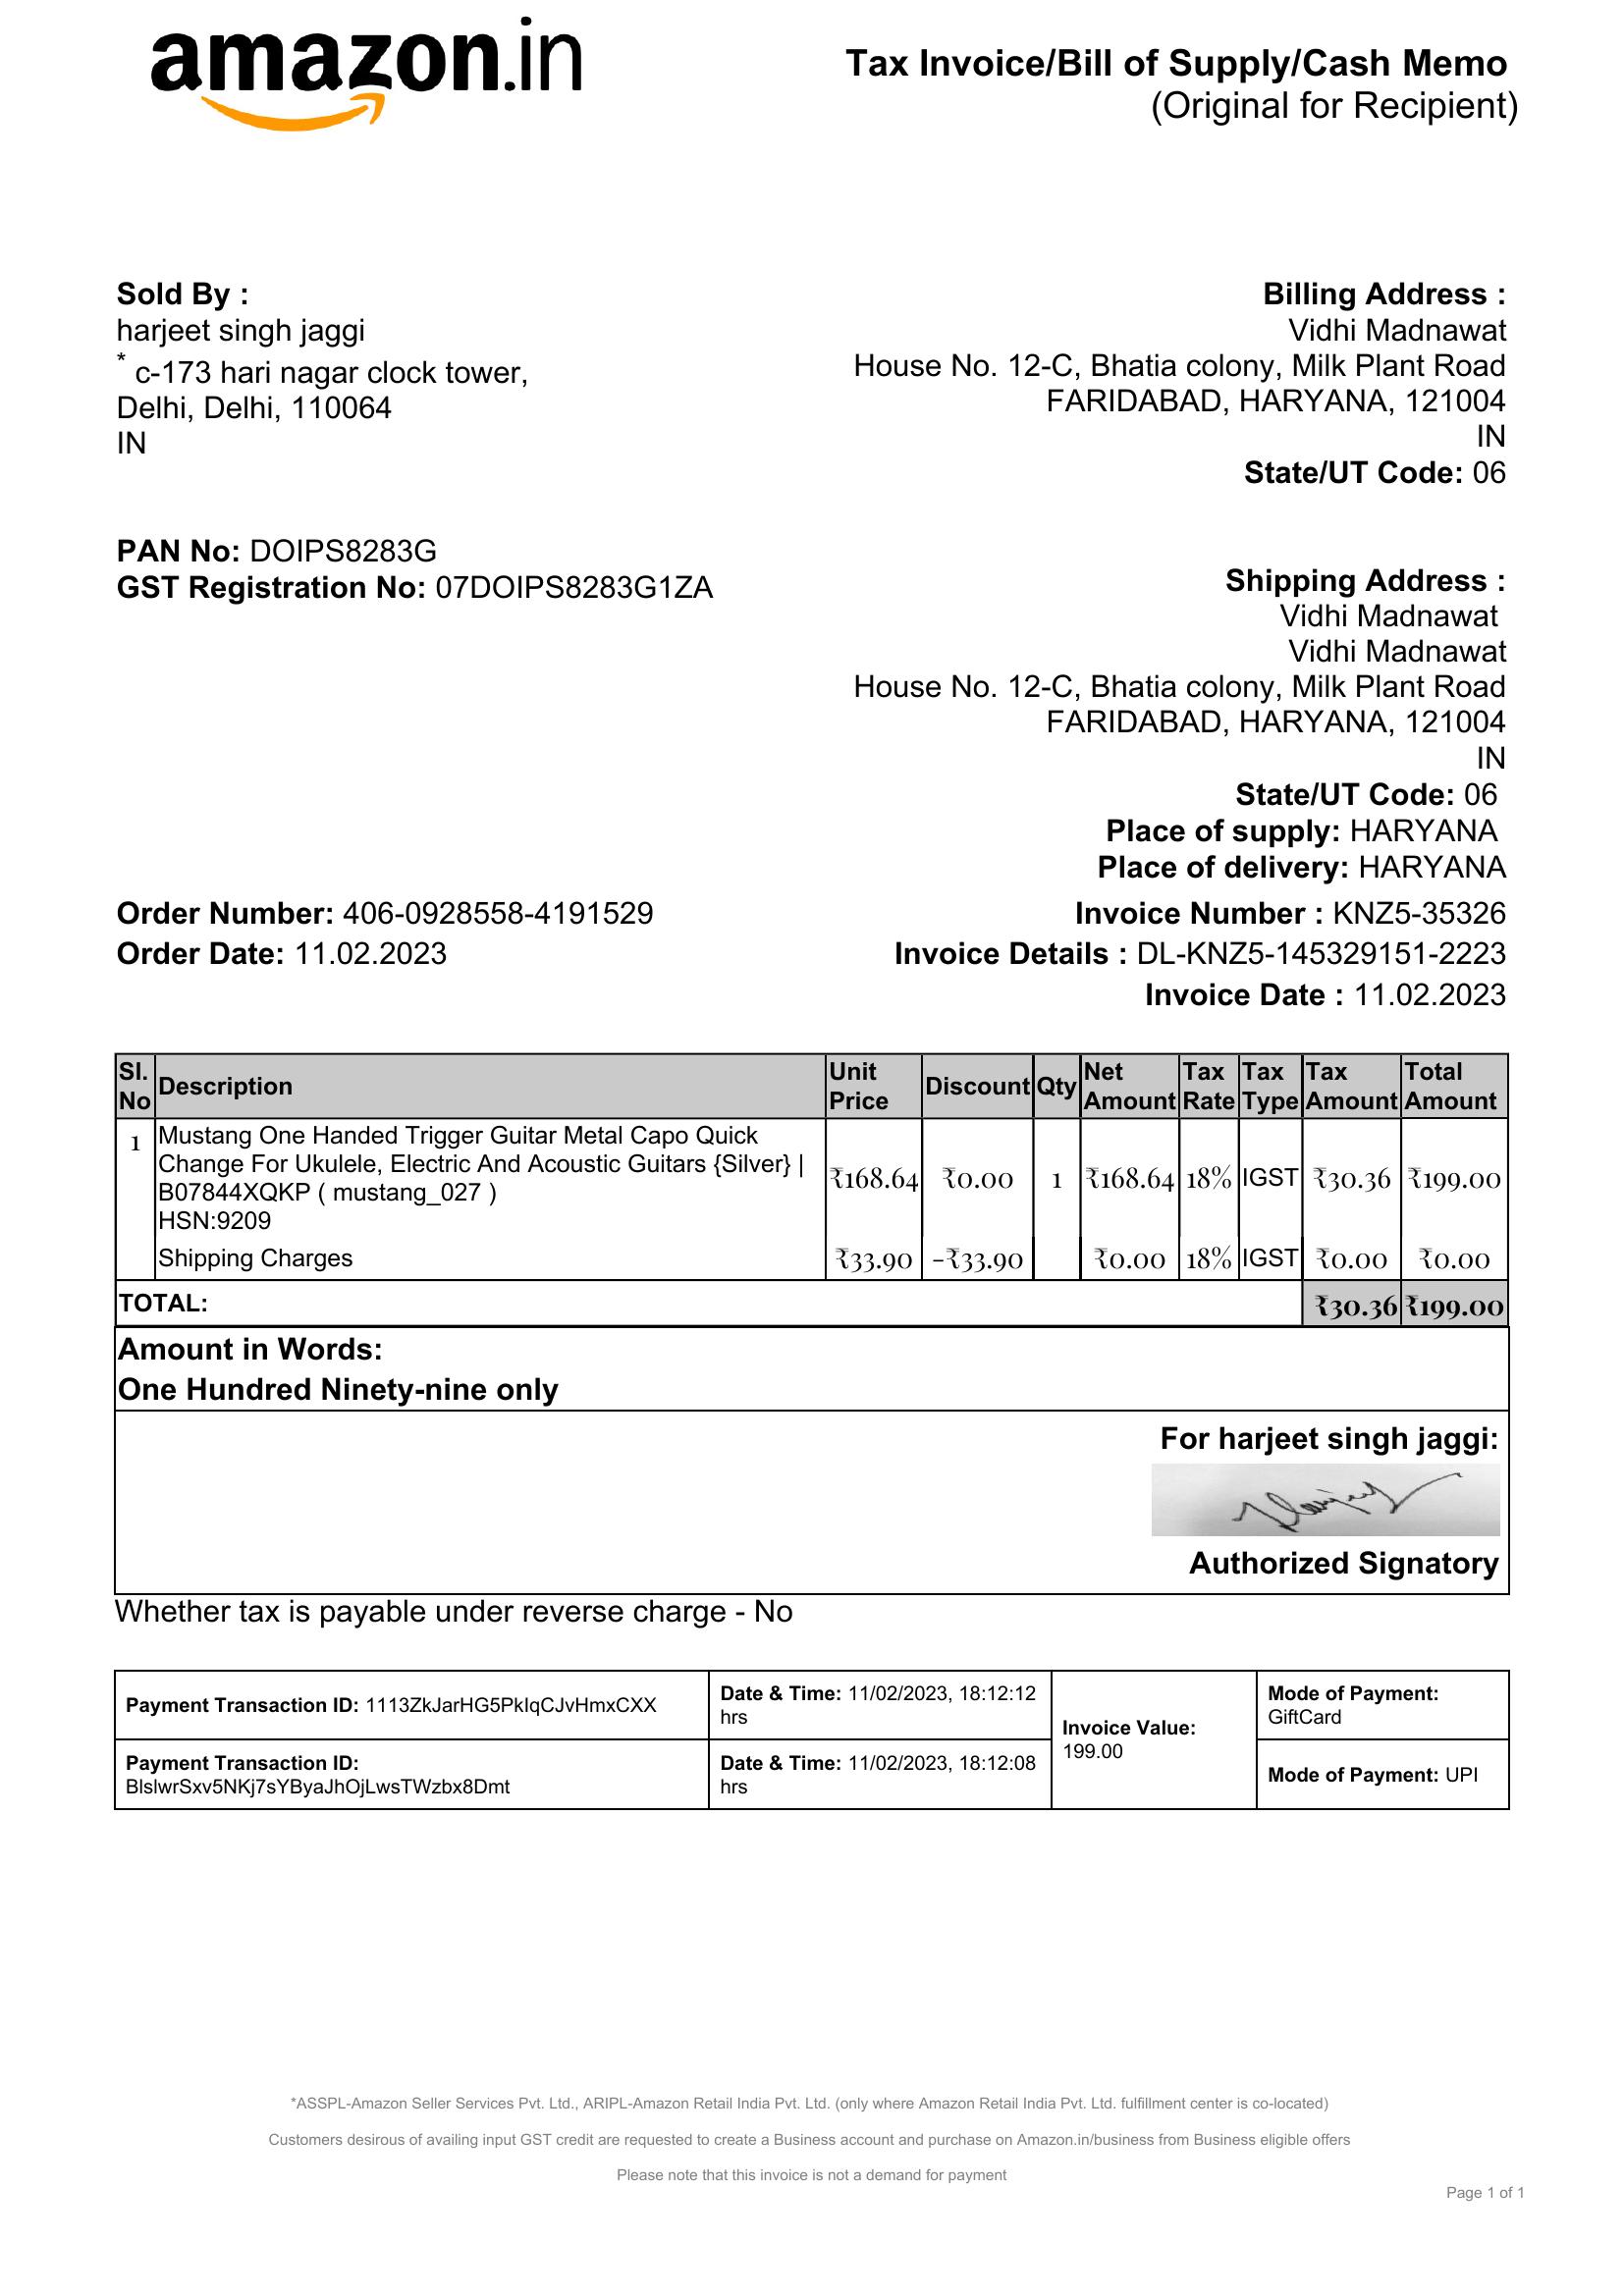 amazon.in
Tax Invoice/Bill of Supply/Cash Memo
(Original for Recipient)
Sold By :
harjeet singh jaggi
* c-173 hari nagar clock tower,
Delhi, Delhi, 110064
IN
PAN No: DOIPS8283G
GST Registration No: 07DOIPS8283G1ZA
Billing Address :
Vidhi Madnawat
House No. 12-C, Bhatia colony, Milk Plant Road
FARIDABAD, HARYANA, 121004
IN
State/UT Code: 06
Shipping Address :
Vidhi Madnawat
Vidhi Madnawat
House No. 12-C, Bhatia colony, Milk Plant Road
FARIDABAD, HARYANA, 121004
IN
State/UT Code: 06
Place of supply: HARYANA
Place of delivery: HARYANA
Order Number: 406-0928558-4191529
Order Date: 11.02.2023
Invoice Number : KNZ5-35326
Invoice Details : DL-KNZ5-145329151-2223
Invoice Date : 11.02.2023
Sl. No Description Unit Price Discount Qty Net Amount Tax Rate Tax Type Tax Amount Total Amount
1 Mustang One Handed Trigger Guitar Metal Capo Quick
Change For Ukulele, Electric And Acoustic Guitars {Silver} |
B07844XQKP ( mustang_027 )
HSN:9209
₹168.64 ₹0.00 1 ₹168.64 18% IGST ₹30.36 ₹199.00
Shipping Charges ₹33.90 -₹33.90 ₹0.00 18% IGST ₹0.00 ₹0.00
TOTAL: ₹30.36 ₹199.00
Amount in Words:
One Hundred Ninety-nine only
For harjeet singh jaggi:
Harjeet
Authorized Signatory
Whether tax is payable under reverse charge - No
Payment Transaction ID: 1113ZkJarHG5PkIqCJvHmxCXX
Date & Time: 11/02/2023, 18:12:12
hrs
Invoice Value:
199.00
Mode of Payment:
GiftCard
Payment Transaction ID:
BlslwrSxv5NKj7sYByaJhOjLwsTWzbx8Dmt
Date & Time: 11/02/2023, 18:12:08
hrs
Mode of Payment: UPI
*ASSPL-Amazon Seller Services Pvt. Ltd., ARIPL-Amazon Retail India Pvt. Ltd. (only where Amazon Retail India Pvt. Ltd. fulfillment center is co-located)
Customers desirous of availing input GST credit are requested to create a Business account and purchase on Amazon.in/business from Business eligible offers
Please note that this invoice is not a demand for payment
Page 1 of 1